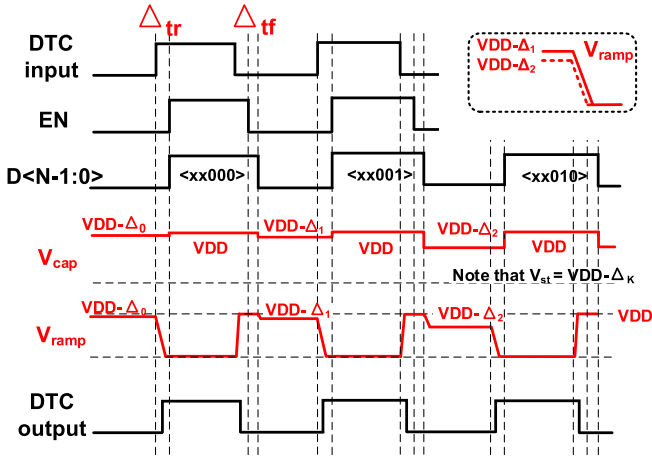 Δtr Δtf
DTC input
VDD-Δ1
VDD-Δ2
Vramp
EN
D<N-1:0>
<xx000> <xx001> <xx010>
Vcap
VDD-Δ0 VDD VDD-Δ1 VDD VDD-Δ2 VDD
Note that Vst = VDD-ΔK
Vramp
VDD-Δ0 VDD-Δ1 VDD-Δ2 VDD
DTC output